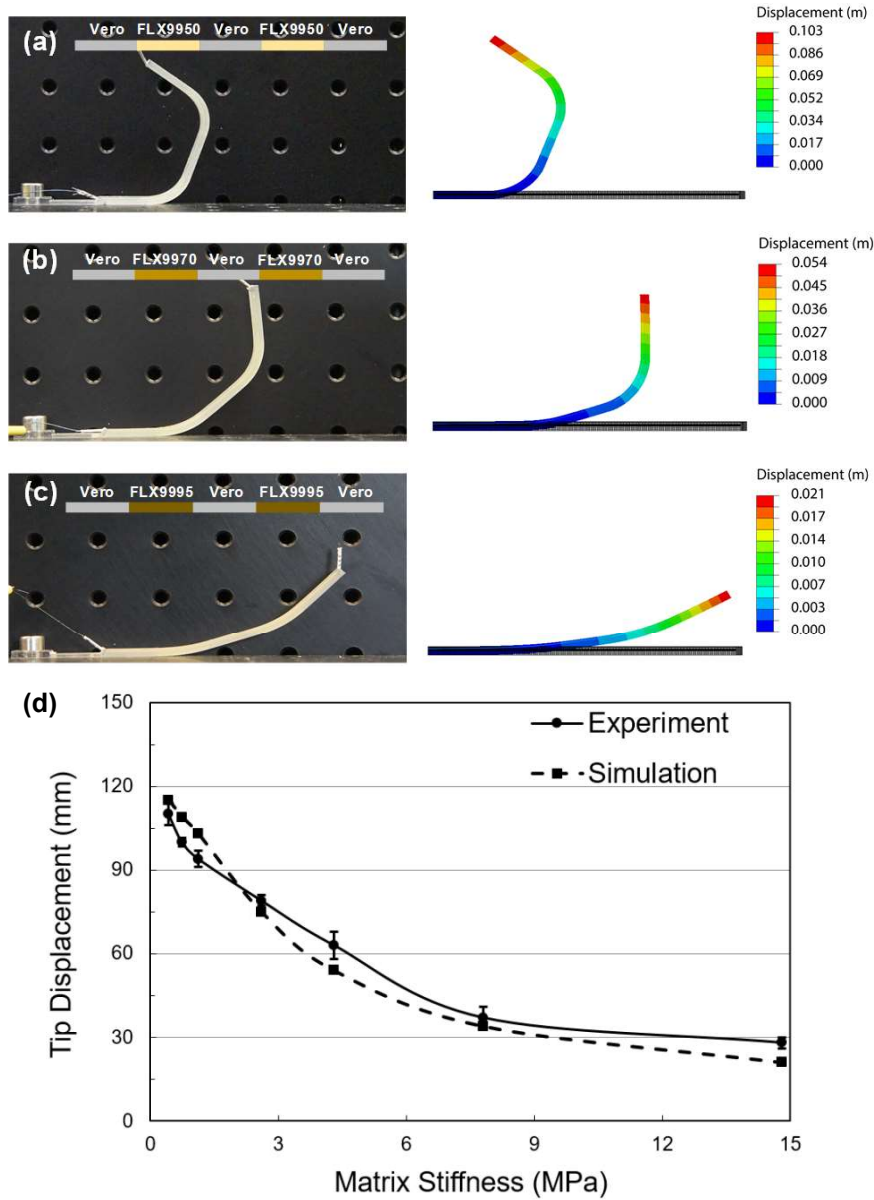 (a)
Vero FLX9950 Vero FLX9950 Vero
Displacement (m)
0.103
0.086
0.069
0.052
0.034
0.017
0.000
(b)
Vero FLX9970 Vero FLX9970 Vero
Displacement (m)
0.054
0.045
0.036
0.027
0.018
0.009
0.000
(c)
Vero FLX9995 Vero FLX9995 Vero
Displacement (m)
0.021
0.017
0.014
0.010
0.007
0.003
0.000
(d)
Tip Displacement (mm)
150
120
90
60
30
0
Experiment
Simulation
0 3 6 9 12 15
Matrix Stiffness (MPa)